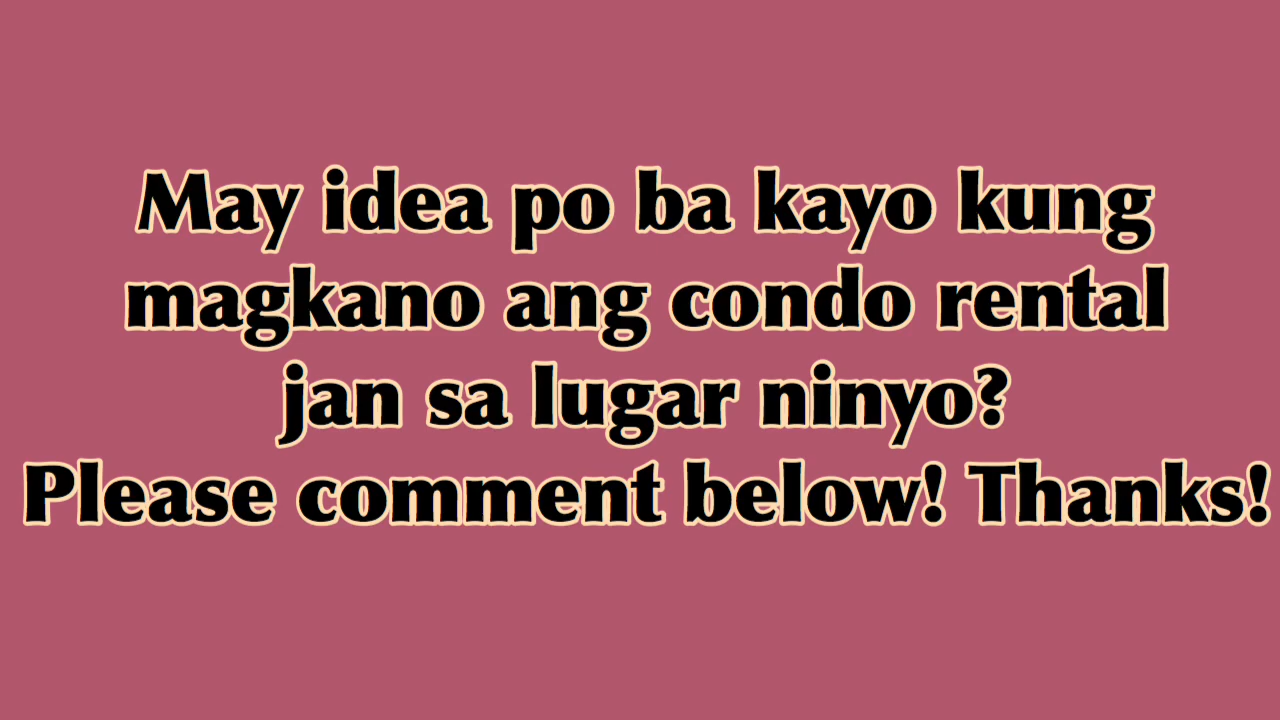 May idea po ba kayo kung
magkano ang condo rental
jan sa lugar ninyo?
Please comment below! Thanks!